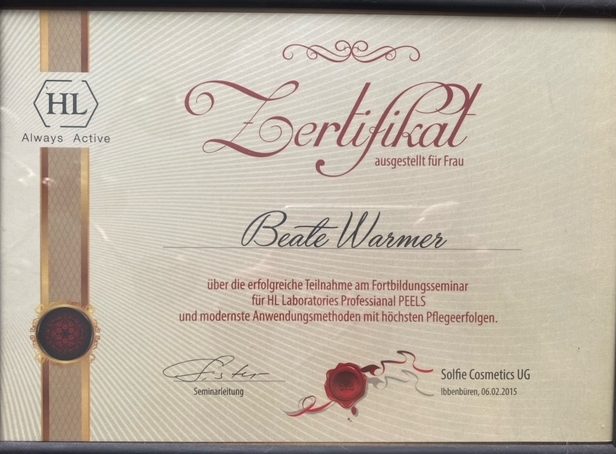 HL
Always Active
Zertifikat
ausgestellt für Frau
Beate Warmer
über die erfolgreiche Teilnahme am Fortbildungsseminar
für HL Laboratories Professianal PEELS
und modernste Anwendungsmethoden mit höchsten Pflegeerfolgen.
Seminarleitung
Solfie Cosmetics UG
Ibbenbüren, 06.02.2015